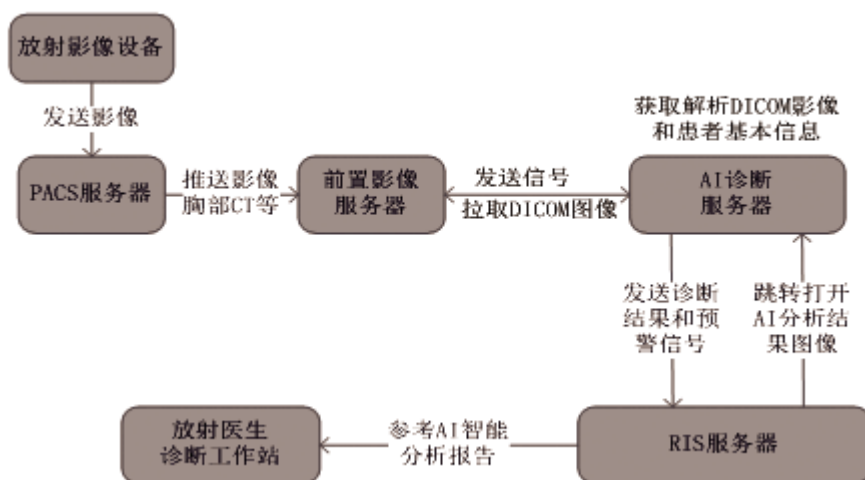 放射影像设备
发送影像
获取解析DICOM影像
和患者基本信息
PACS服务器
推送影像
胸部CT等
前置影像
服务器
发送信号
拉取DICOM图像
AI诊断
服务器
发送诊断
结果和预
警信号
跳转打开
AI分析结
果图像
放射医生
诊断工作站
参考AI智能
分析报告
RIS服务器